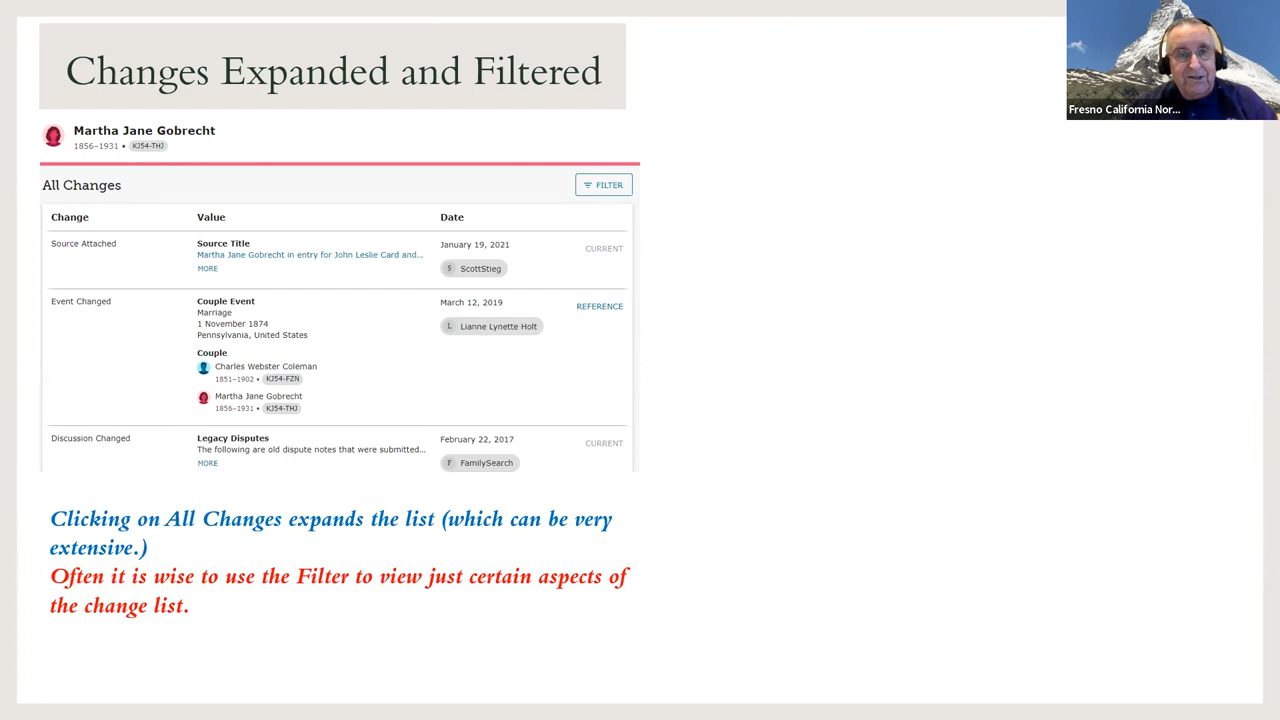 Changes Expanded and Filtered
Fresno California Nor...
Martha Jane Gobrecht
1856–1931 • KJ54-THJ
All Changes
FILTER
Change Value Date
Source Attached Source Title January 19, 2021 CURRENT
Martha Jane Gobrecht in entry for John Leslie Card and...
MORE S ScottStieg
Event Changed Couple Event March 12, 2019 REFERENCE
Marriage
1 November 1874 L Lianne Lynette Holt
Pennsylvania, United States
Couple
Charles Webster Coleman
1851–1902 • KJ54-FZN
Martha Jane Gobrecht
1856–1931 • KJ54-THJ
Discussion Changed Legacy Disputes February 22, 2017 CURRENT
The following are old dispute notes that were submitted...
MORE F FamilySearch
Clicking on All Changes expands the list (which can be very
extensive.)
Often it is wise to use the Filter to view just certain aspects of
the change list.